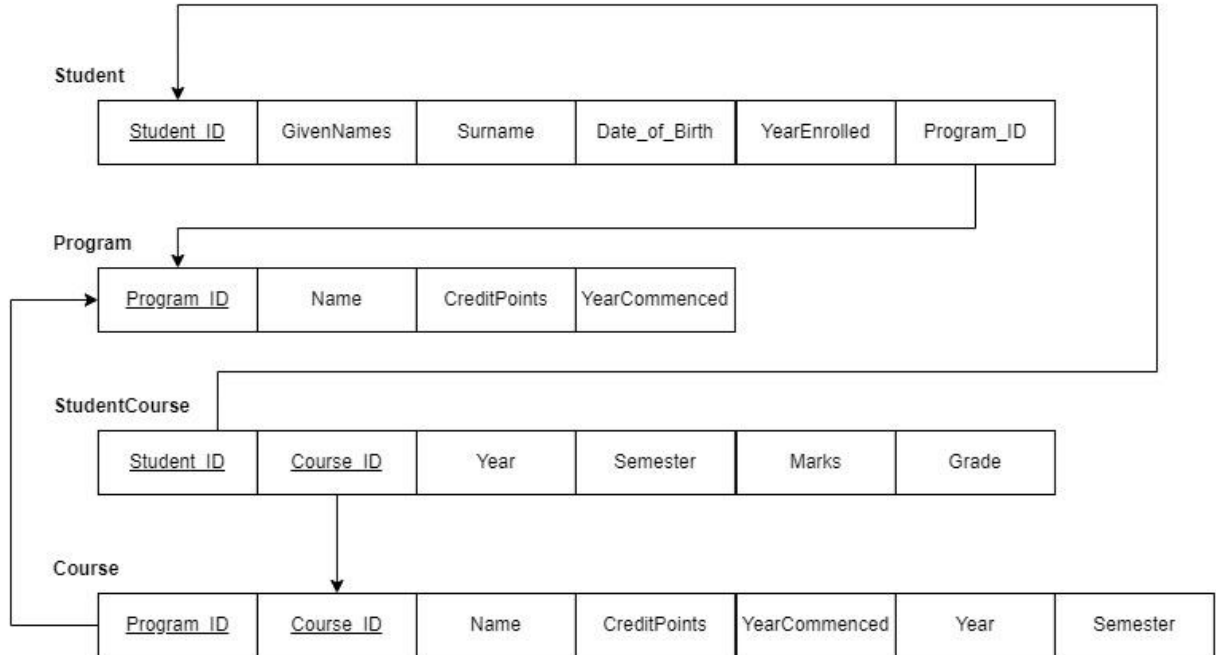 Student
Student_ID GivenNames Surname Date_of_Birth YearEnrolled Program_ID
Program
Program_ID Name CreditPoints YearCommenced
StudentCourse
Student_ID Course_ID Year Semester Marks Grade
Course
Program_ID Course_ID Name CreditPoints YearCommenced Year Semester